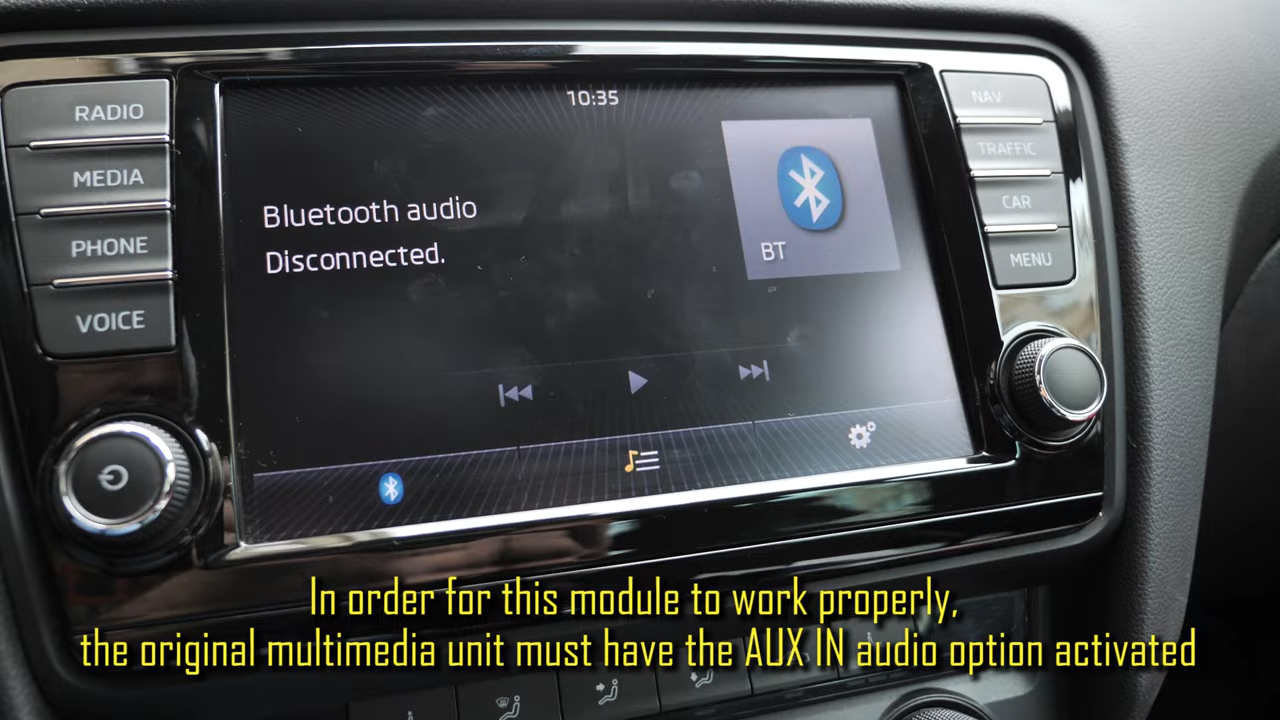 10:35
RADIO
MEDIA
PHONE
VOICE
Bluetooth audio
Disconnected.
BT
NAV
TRAFFIC
CAR
MENU
In order for this module to work properly,
the original multimedia unit must have the AUX IN audio option activated